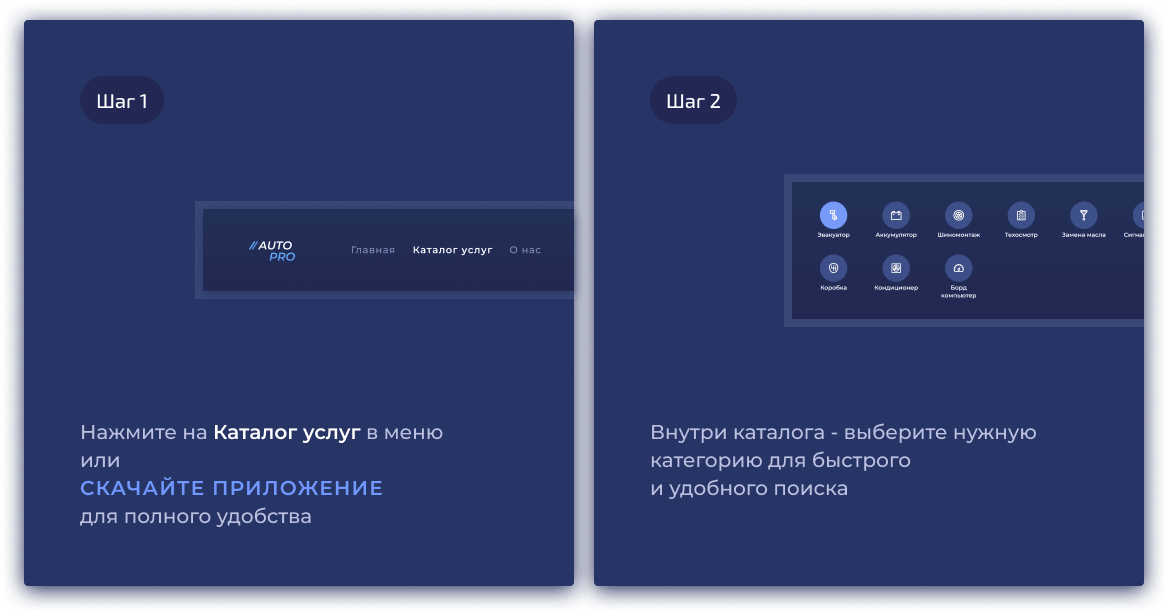 Шаг 1
//AUTO
PRO
Главная Каталог услуг О нас
Нажмите на Каталог услуг в меню
или
СКАЧАЙТЕ ПРИЛОЖЕНИЕ
для полного удобства
Шаг 2
Эвакуатор Аккумулятор Шиномонтаж Техосмотр Замена масла
Коробка Кондиционер Борд
компьютер
Внутри каталога - выберите нужную
категорию для быстрого
и удобного поиска